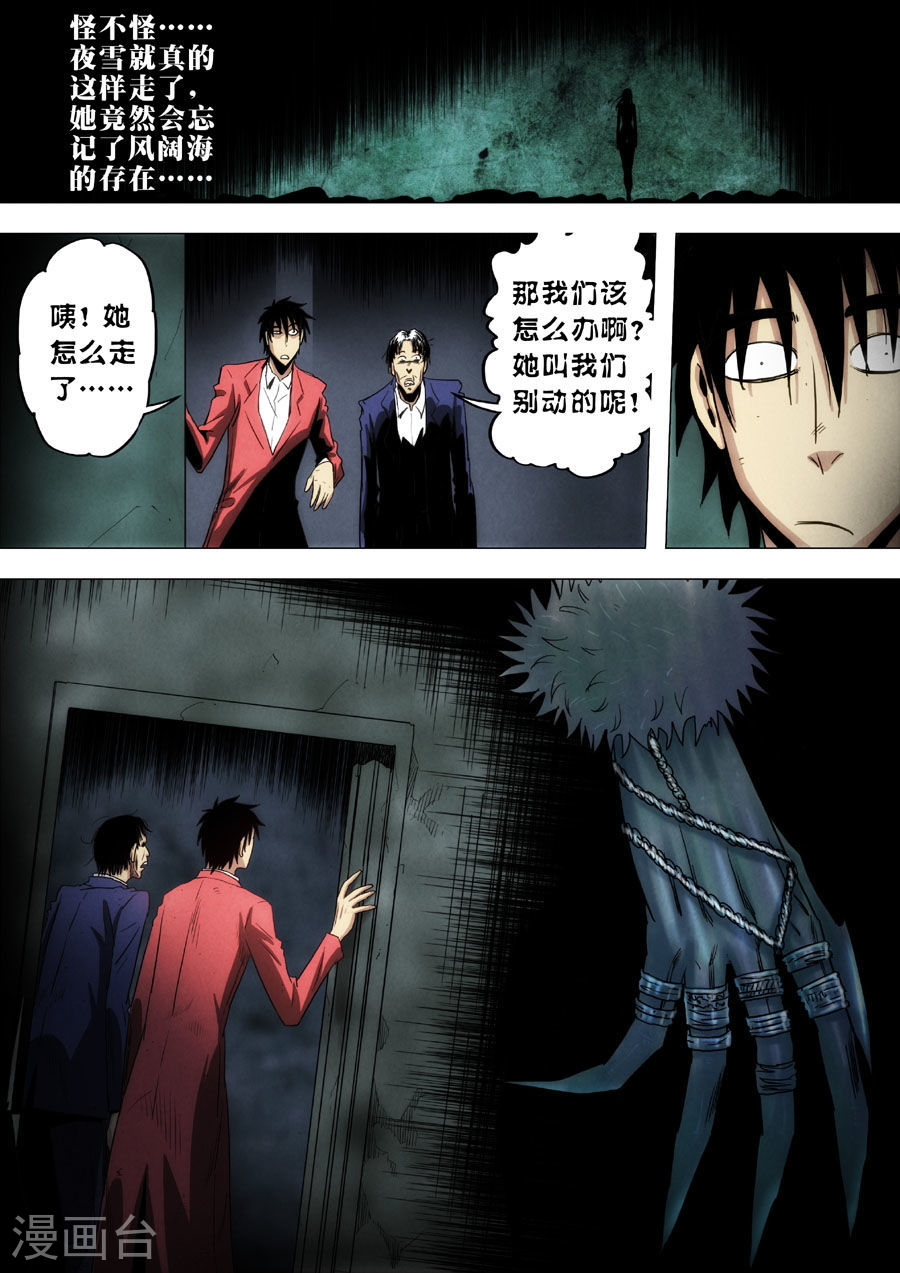 怪不怪……
夜雪就真的
这样走了，
她竟然会忘
记了风阔海
的存在……
咦！她
怎么走
了……
那我们该
怎么办啊？
她叫我们
别动的呢！
漫画台